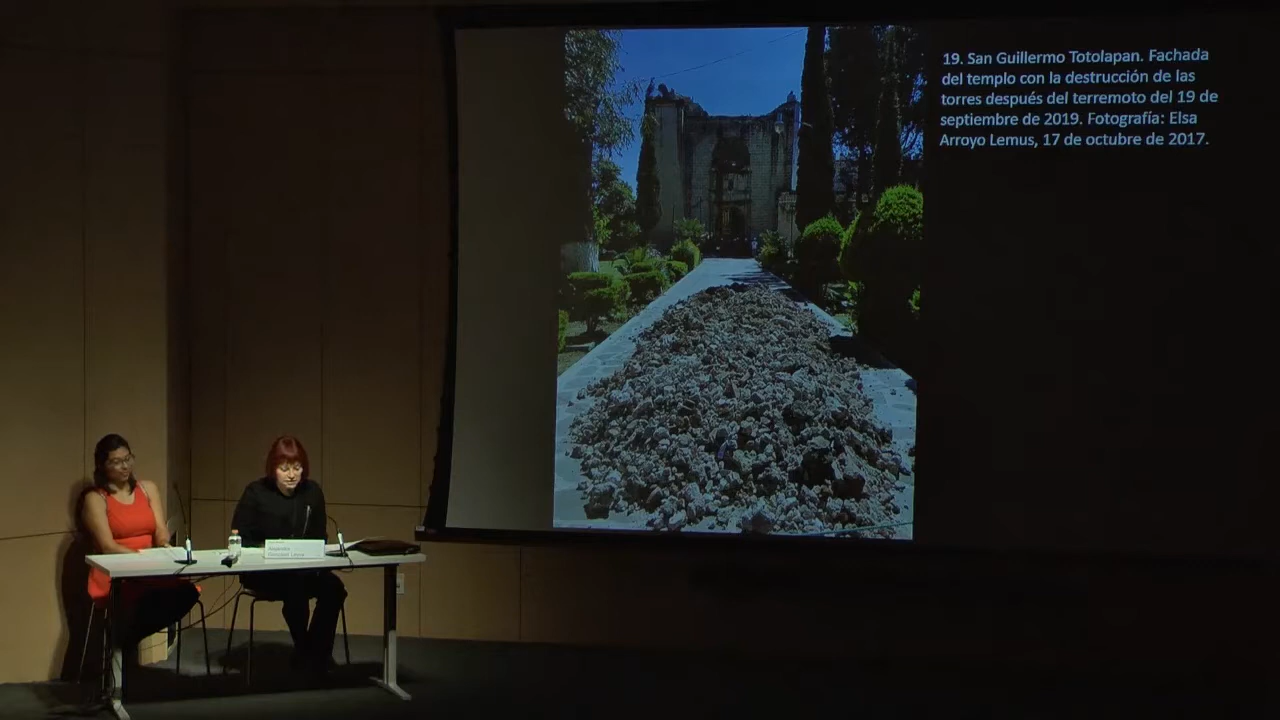 19. San Guillermo Totolapan. Fachada
del templo con la destrucción de las
torres después del terremoto del 19 de
septiembre de 2019. Fotografía: Elsa
Arroyo Lemus, 17 de octubre de 2017.
Alejandra